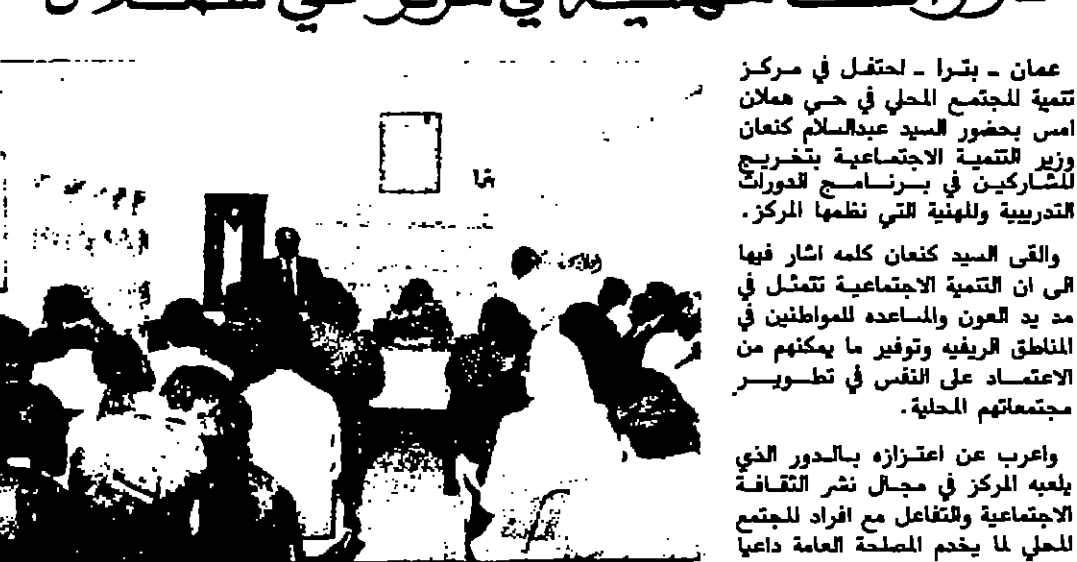 مهنية في مركز حي
عمان ـ بترا ـ احتفل في مركز
تنمية المجتمع المحلي في حي هملان
امس بحضور السيد عبدالسلام كنعان
وزير التنمية الاجتماعية بتخريج
المشاركين في برنامج الدورات
التدريبية والمهنية التي نظمها المركز.
والقى السيد كنعان كلمه اشار فيها
الى ان التنمية الاجتماعية تتمثل في
مد يد العون والمساعده للمواطنين في
المناطق الريفيه وتوفير ما يمكنهم من
الاعتماد على النفس في تطوير
مجتمعاتهم المحلية.
واعرب عن اعتزازه بالدور الذي
يلعبه المركز في مجال نشر الثقافة
الاجتماعية والتفاعل مع افراد المجتمع
المحلي لما يخدم المصلحة العامة داعيا